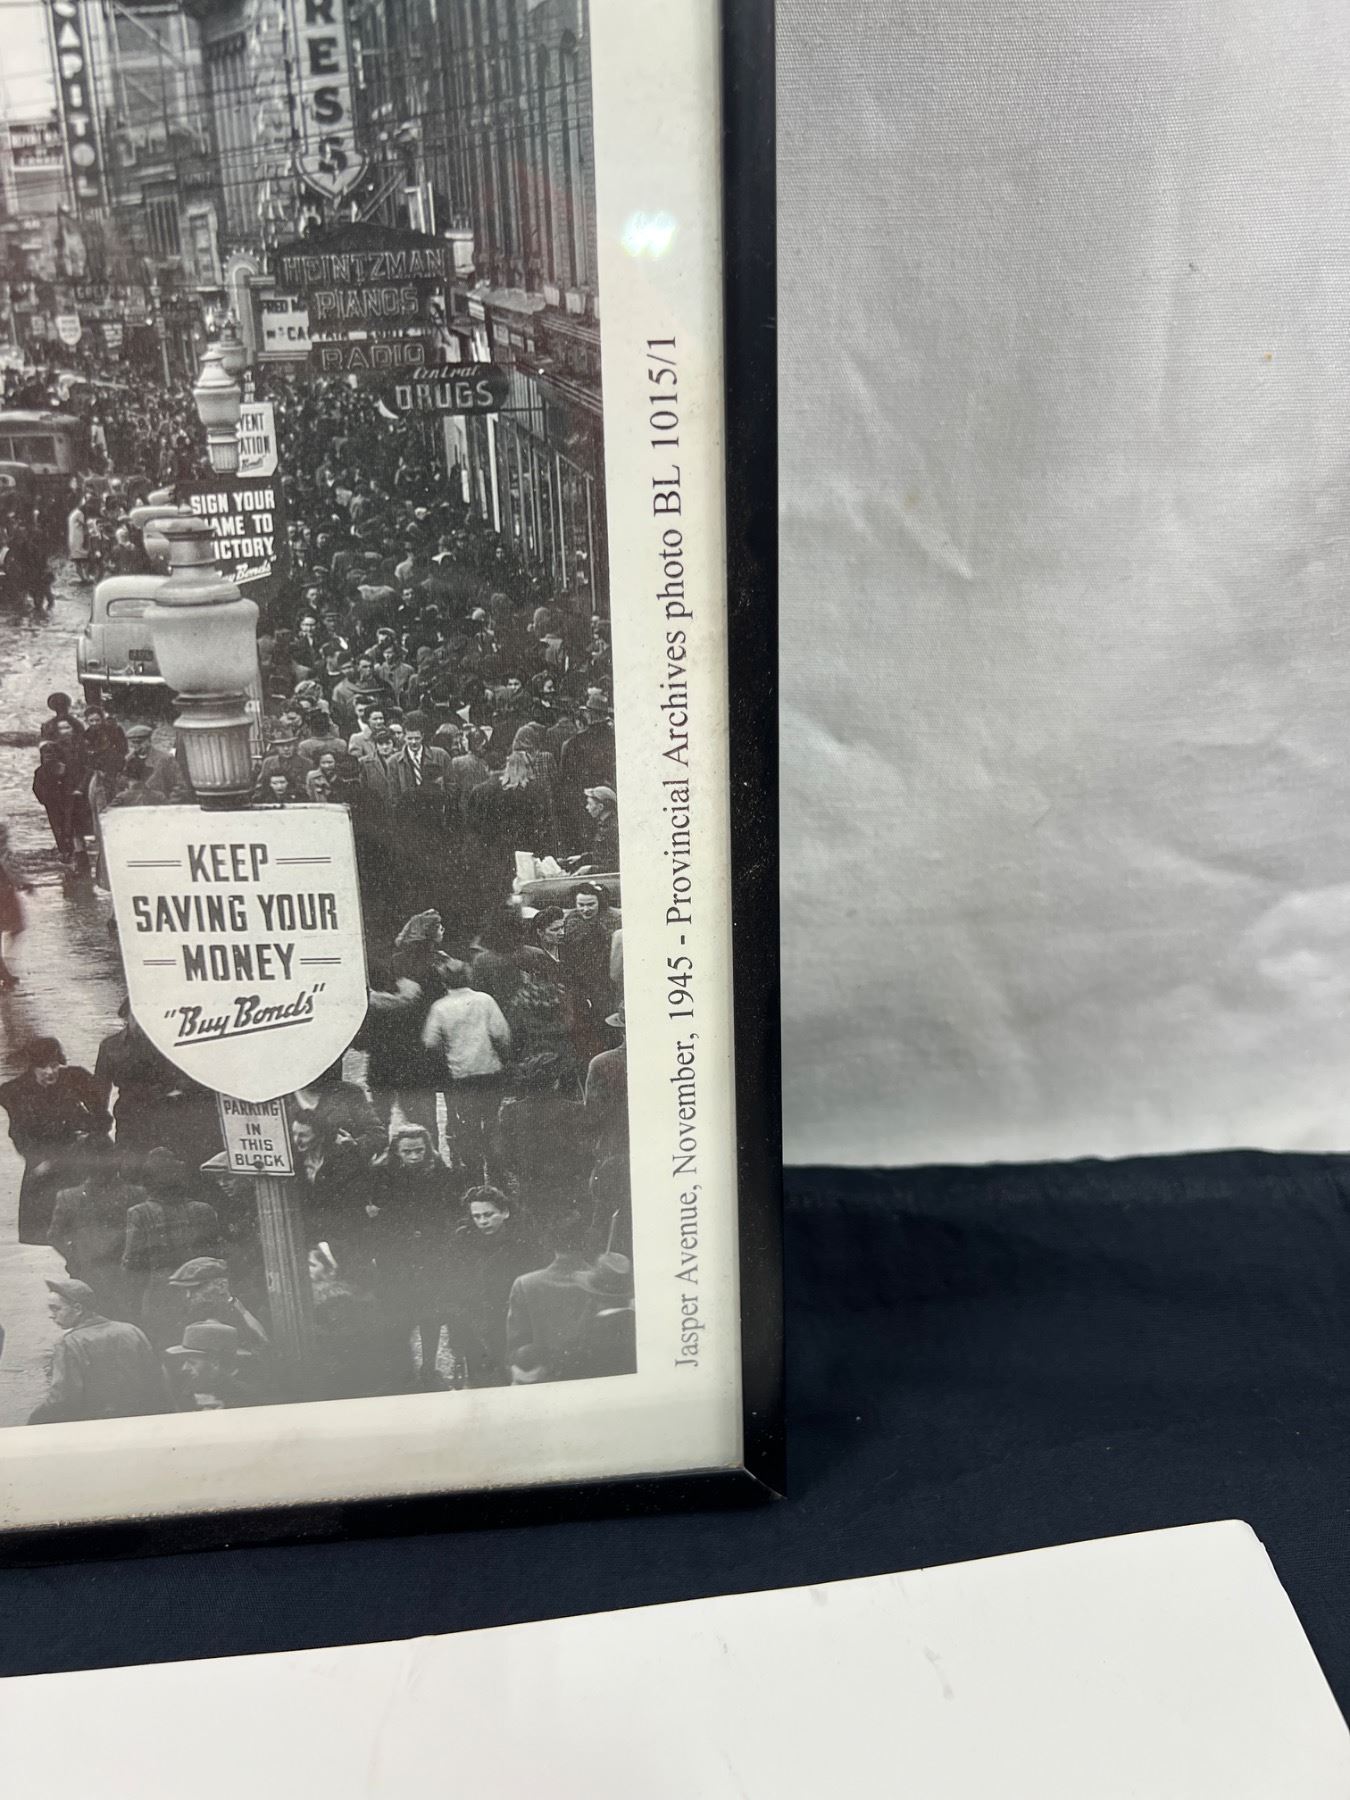 CAPITOL
RES
HEINTZMAN
PIANOS
FRED
RADIO
Central
DRUGS
SIGN YOUR
AME TO
ICTORY
KEEP
SAVING YOUR
MONEY
"Buy Bonds"
PARKING
IN
THIS
BLOCK
Jasper Avenue, November, 1945 - Provincial Archives photo BL 1015/1